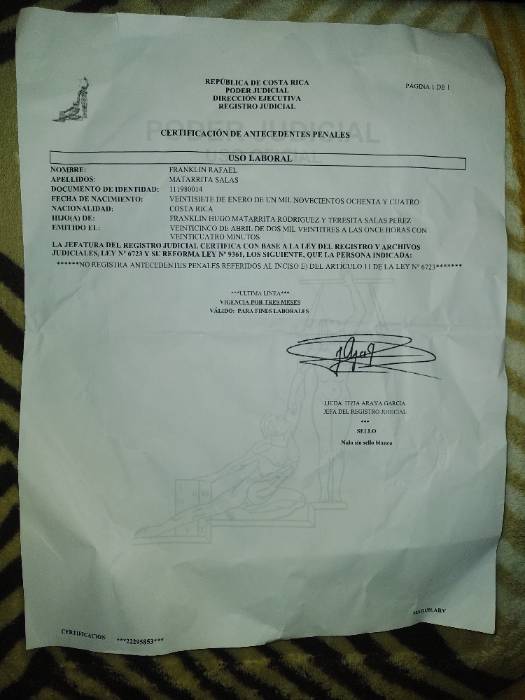 REPÚBLICA DE COSTA RICA
PODER JUDICIAL
DIRECCIÓN EJECUTIVA
REGISTRO JUDICIAL
PAGINA 1 DE 1
PODER JUDICIAL
CERTIFICACIÓN DE ANTECEDENTES PENALES
USO LABORAL
NOMBRE: FRANKLIN RAFAEL
APELLIDOS: MATARRITA SALAS
DOCUMENTO DE IDENTIDAD: 111980014
FECHA DE NACIMIENTO: VEINTISIETE DE ENERO DE UN MIL NOVECIENTOS OCHENTA Y CUATRO
NACIONALIDAD: COSTA RICA
HIJO(A) DE: FRANKLIN HUGO MATARRITA RODRIGUEZ Y TERESITA SALAS PEREZ
EMITIDO EL: VEINTICINCO DE ABRIL DE DOS MIL VEINTITRES A LAS ONCE HORAS CON
VEINTICUATRO MINUTOS
LA JEFATURA DEL REGISTRO JUDICIAL CERTIFICA CON BASE A LA LEY DEL REGISTRO Y ARCHIVOS
JUDICIALES, LEY N° 6723 Y SU REFORMA LEY N° 9361, LOS SIGUIENTE, QUE LA PERSONA INDICADA:
******NO REGISTRA ANTECEDENTES PENALES REFERIDOS AL INCISO E) DEL ARTICULO 11 DE LA LEY N° 6723*******
***ULTIMA LINEA***
VIGENCIA POR TRES MESES
VÁLIDO: PARA FINES LABORALES
ARAYA GARCIA
JEFA DEL REGISTRO JUDICIAL
***
SELLO
Nulo sin sello blanco
CERTIFICACION ***22295853***